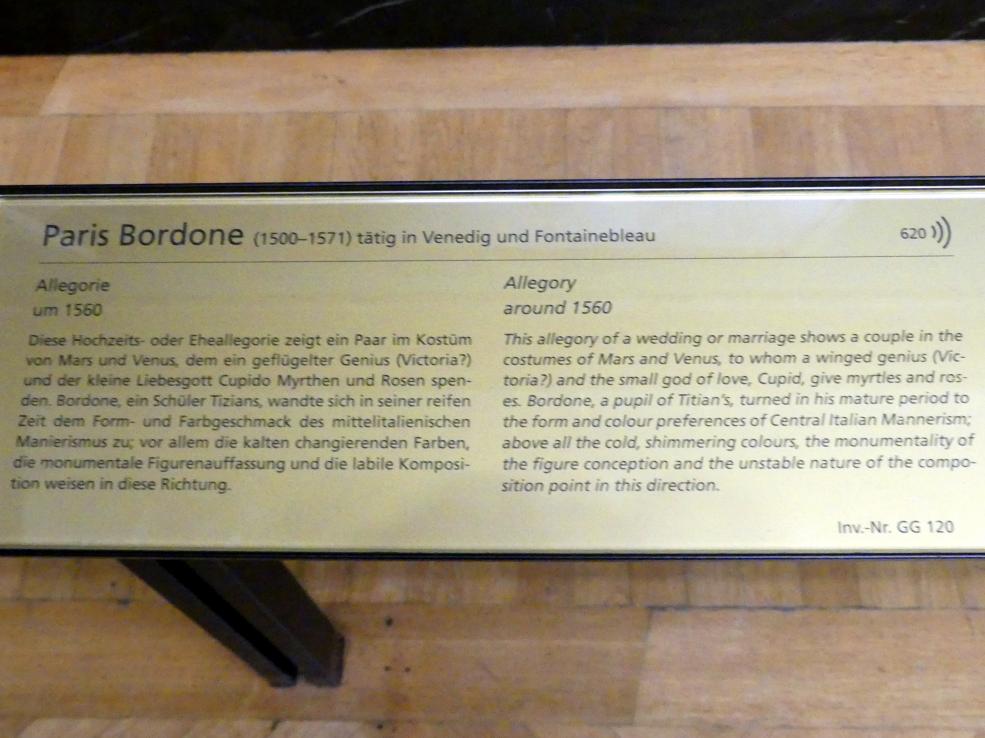 Paris Bordone (1500–1571) tätig in Venedig und Fontainebleau
620
Allegorie
um 1560
Diese Hochzeits- oder Eheallegorie zeigt ein Paar im Kostüm
von Mars und Venus, dem ein geflügelter Genius (Victoria?)
und der kleine Liebesgott Cupido Myrthen und Rosen spen-
den. Bordone, ein Schüler Tizians, wandte sich in seiner reifen
Zeit dem Form- und Farbgeschmack des mittelitalienischen
Manierismus zu; vor allem die kalten changierenden Farben,
die monumentale Figurenauffassung und die labile Komposi-
tion weisen in diese Richtung.
Allegory
around 1560
This allegory of a wedding or marriage shows a couple in the
costumes of Mars and Venus, to whom a winged genius (Vic-
toria?) and the small god of love, Cupid, give myrtles and ros-
es. Bordone, a pupil of Titian's, turned in his mature period to
the form and colour preferences of Central Italian Mannerism;
above all the cold, shimmering colours, the monumentality of
the figure conception and the unstable nature of the compo-
sition point in this direction.
Inv.-Nr. GG 120